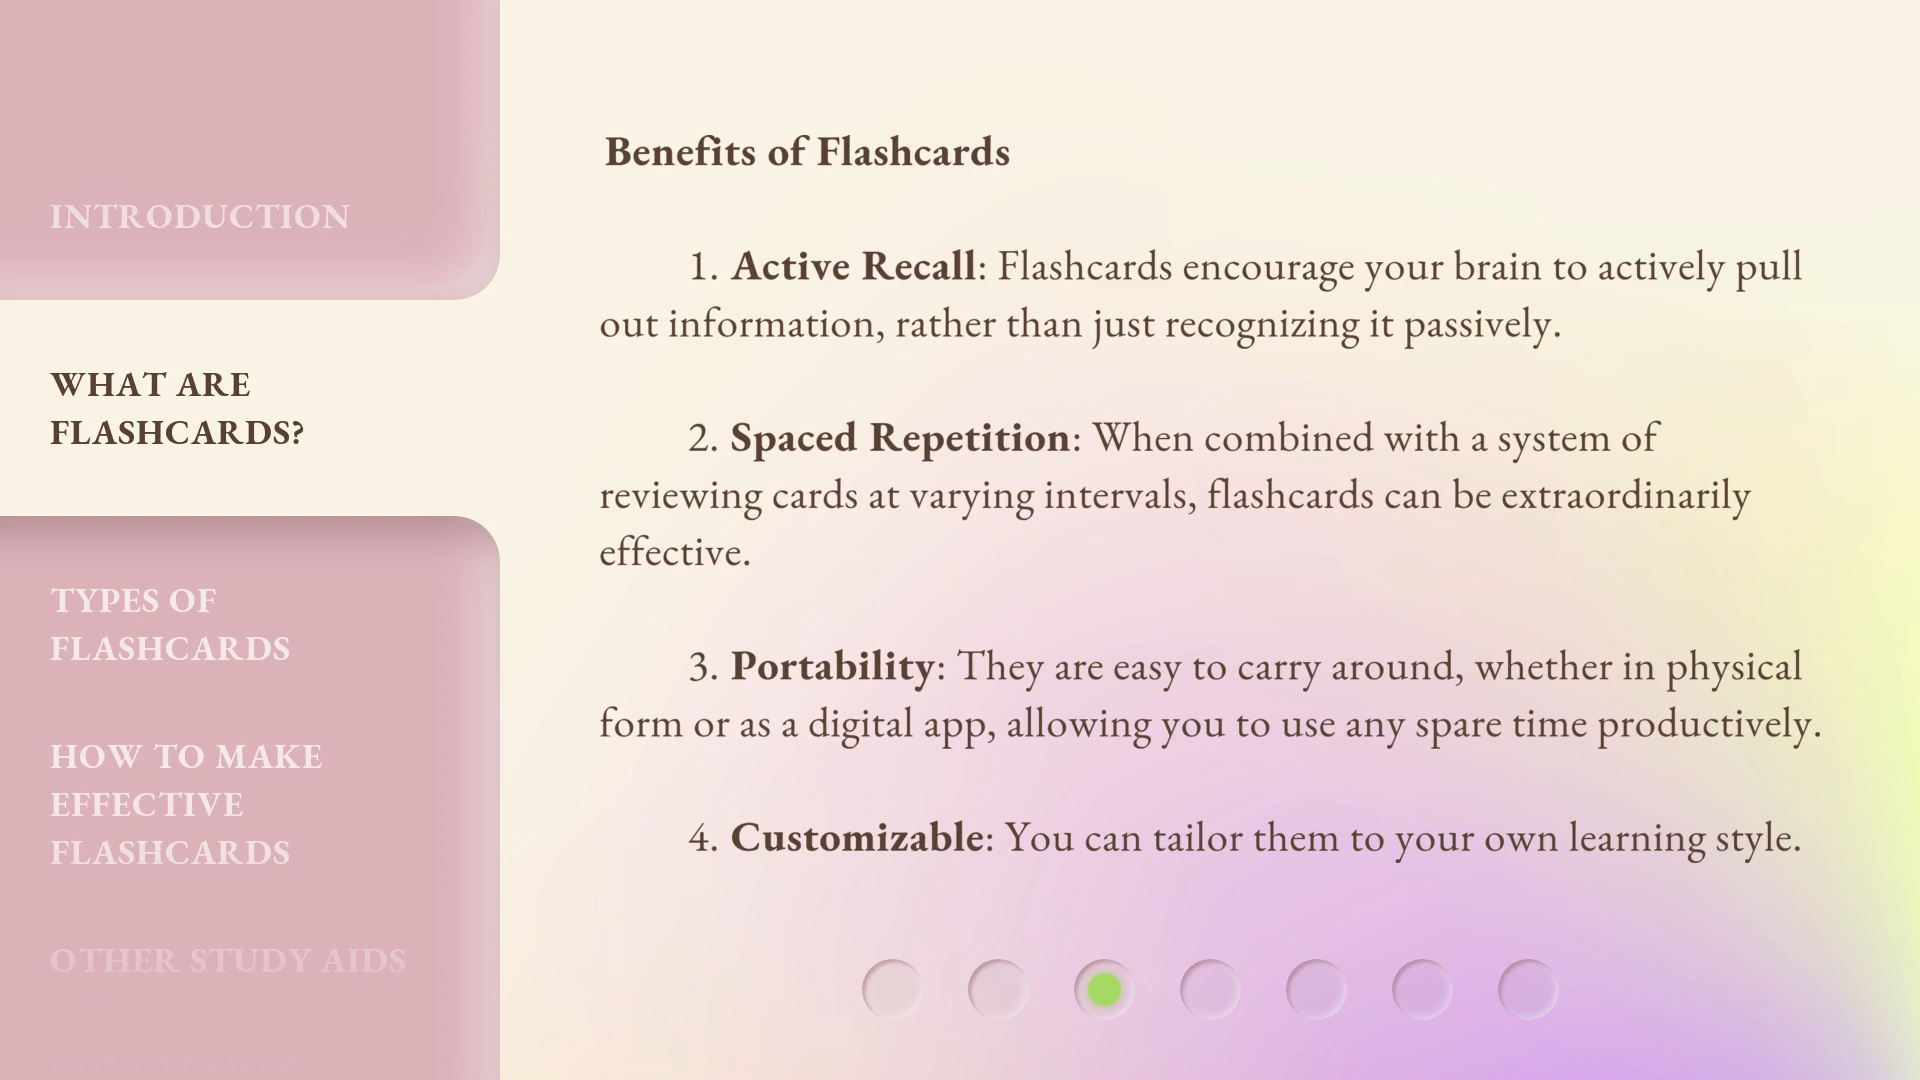 INTRODUCTION
WHAT ARE
FLASHCARDS?
TYPES OF
FLASHCARDS
HOW TO MAKE
EFFECTIVE
FLASHCARDS
OTHER STUDY AIDS
Benefits of Flashcards
1. Active Recall: Flashcards encourage your brain to actively pull
out information, rather than just recognizing it passively.
2. Spaced Repetition: When combined with a system of
reviewing cards at varying intervals, flashcards can be extraordinarily
effective.
3. Portability: They are easy to carry around, whether in physical
form or as a digital app, allowing you to use any spare time productively.
4. Customizable: You can tailor them to your own learning style.